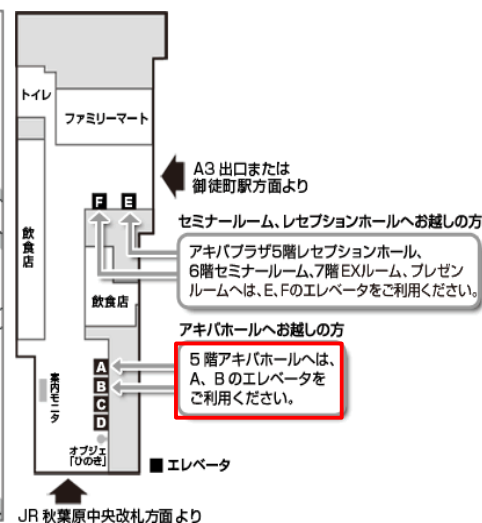 トイレ
ファミリーマート
A3 出口または
御徒町駅方面より
F E
セミナールーム、レセプションホールへお越しの方
アキバプラザ5階レセプションホール、
6階セミナールーム、7階EXルーム、プレゼン
ルームへは、E、Fのエレベータをご利用ください。
飲食店
飲食店
アキバホールへお越しの方
5 階アキバホールへは、
A、B のエレベータを
ご利用ください。
A
B
C
D
案内モニタ
オブジェ
「ひのき」
■ エレベータ
JR 秋葉原中央改札方面より